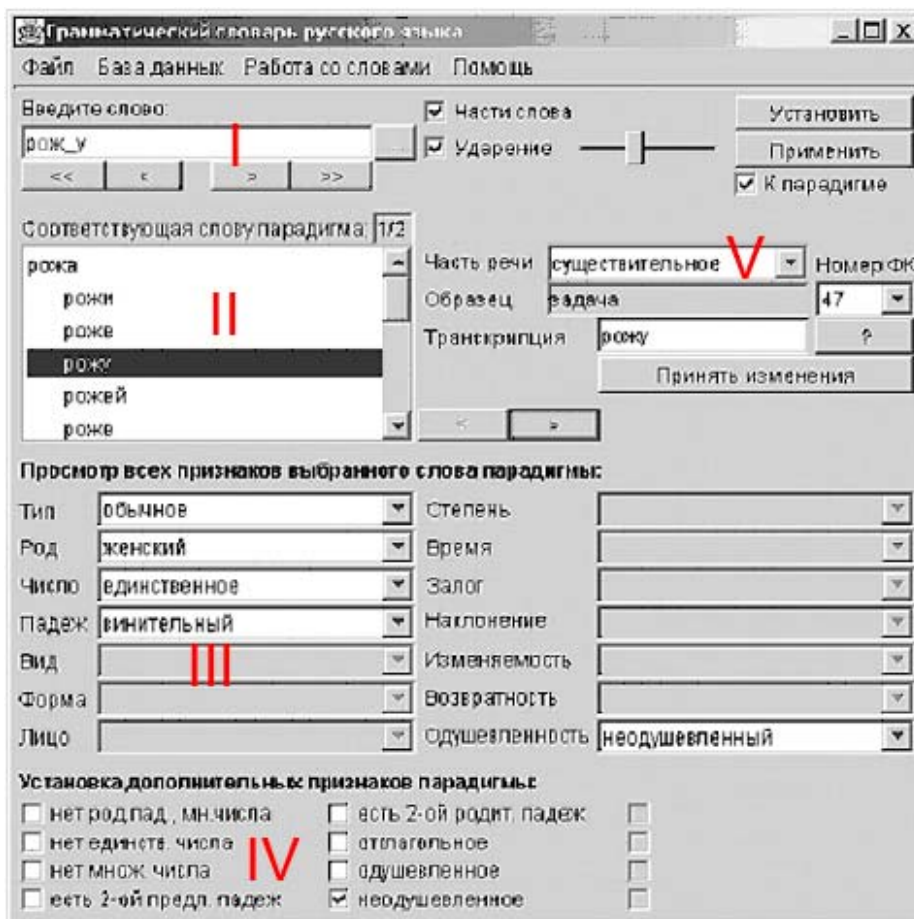 Грамматический словарь русского языка
Файл База данных Работа со словами Помощь
Введите слово:
рож_у
I
<< < > >>
Части слова
Ударение
Установить
Применить
К парадигме
Соответствующая слову парадигма: 1/2
рожа
рожи
роже
рожу
рожей
роже
II
Часть речи существительное V Номер ФК
Образец задача 47
Транскрипция рожу ?
Принять изменения
< >
Просмотр всех признаков выбранного слова парадигмы:
Тип обычное Степень
Род женский Время
Число единственное Залог
Падеж винительный Наклонение
Вид III Изменяемость
Форма Возвратность
Лицо Одушевленность неодушевленный
Установка дополнительных признаков парадигмы:
нет род.пад., мн.числа есть 2-ой родит. падеж
нет единств. числа отглагольное
нет множ. числа IV одушевленное
есть 2-ой предл. падеж неодушевленное